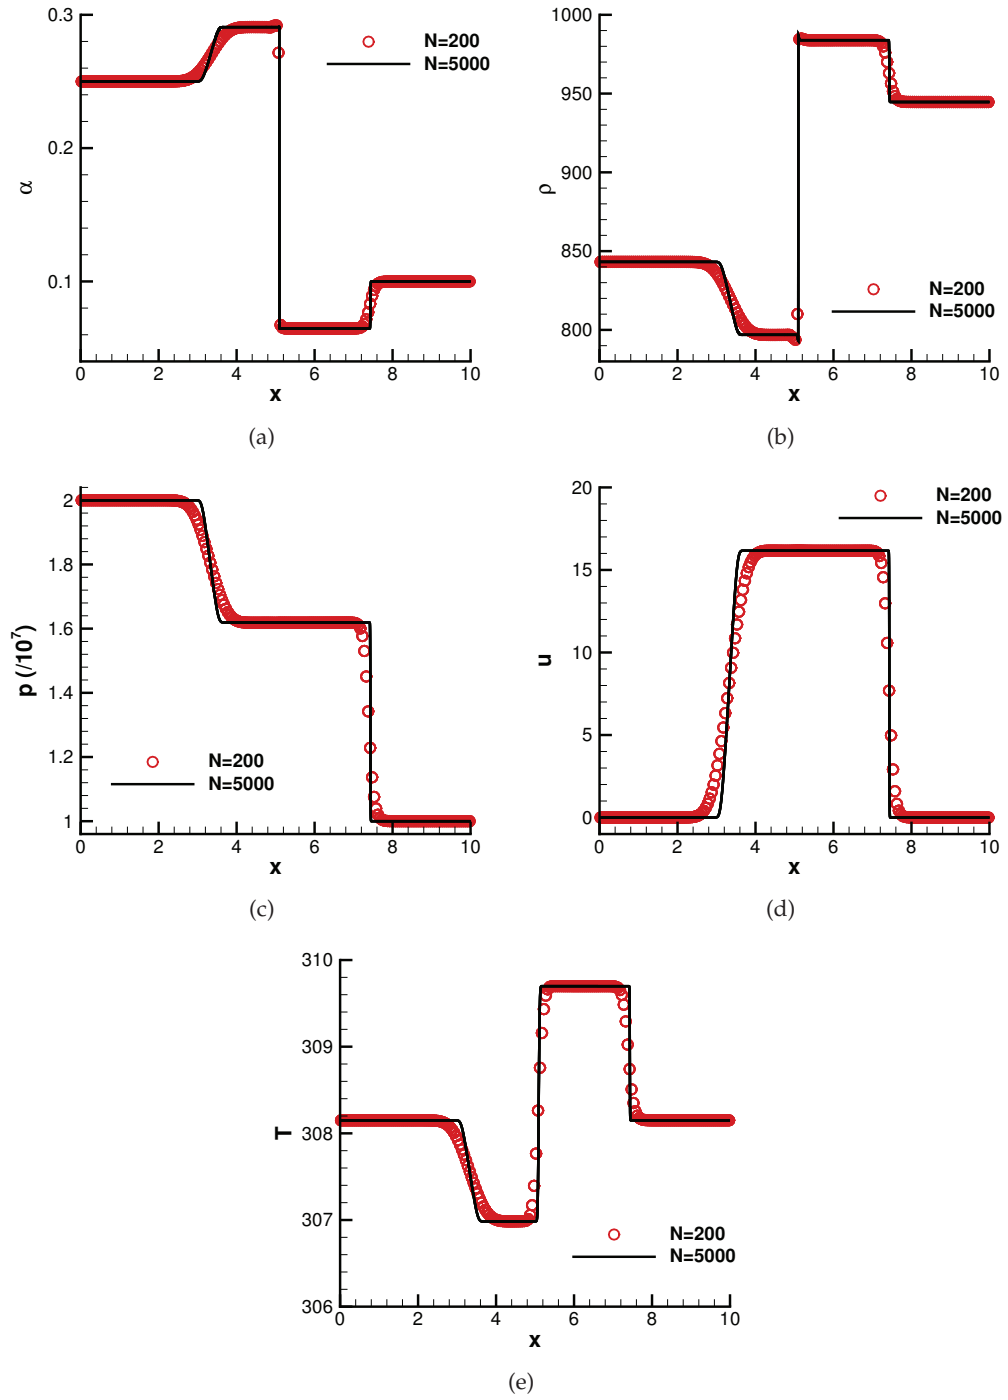 0.3
0.2
0.1
α
0 2 4 6 8 10
x
N=200
N=5000
(a)
1000
950
900
850
800
ρ
0 2 4 6 8 10
x
N=200
N=5000
(b)
2
1.8
1.6
1.4
1.2
1
p (/10⁷)
0 2 4 6 8 10
x
N=200
N=5000
(c)
20
15
10
5
0
u
0 2 4 6 8 10
x
N=200
N=5000
(d)
310
309
308
307
306
T
0 2 4 6 8 10
x
N=200
N=5000
(e)